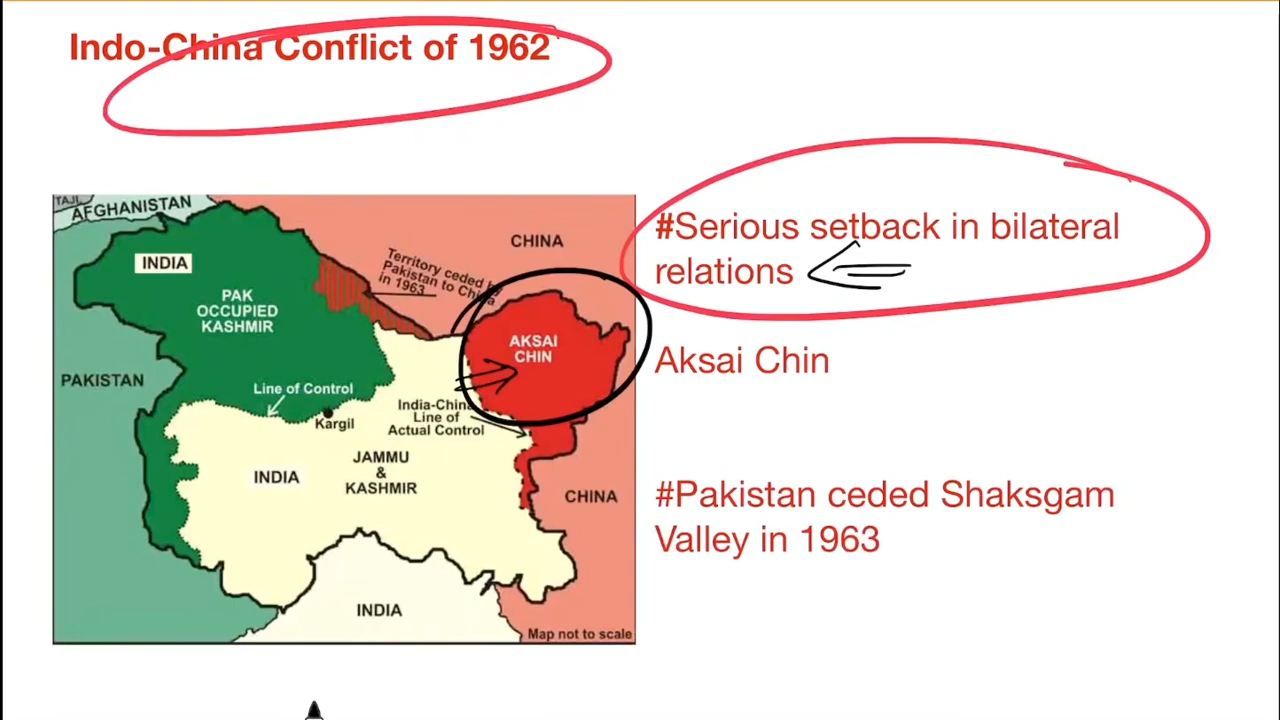 Indo-China Conflict of 1962
#Serious setback in bilateral
relations
Aksai Chin
#Pakistan ceded Shaksgam
Valley in 1963
TAJI.
AFGHANISTAN
CHINA
INDIA
Territory ceded by
Pakistan to China
in 1963
PAK
OCCUPIED
KASHMIR
AKSAI
CHIN
PAKISTAN
Line of Control
Kargil
India-China
Line of
Actual Control
JAMMU
&
KASHMIR
INDIA
CHINA
INDIA
Map not to scale